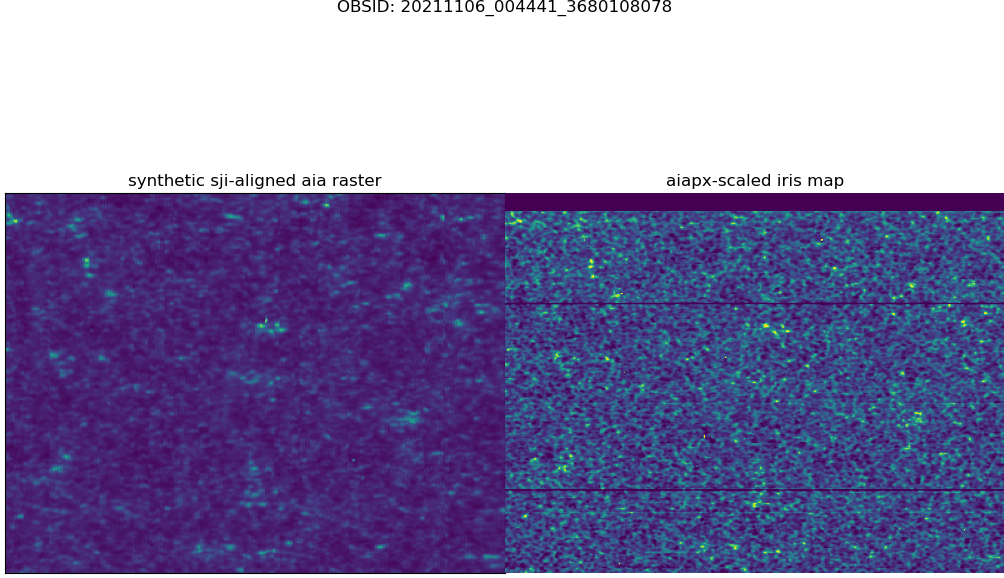 OBSID: 20211106_004441_3680108078
synthetic sji-aligned aia raster
aiapx-scaled iris map